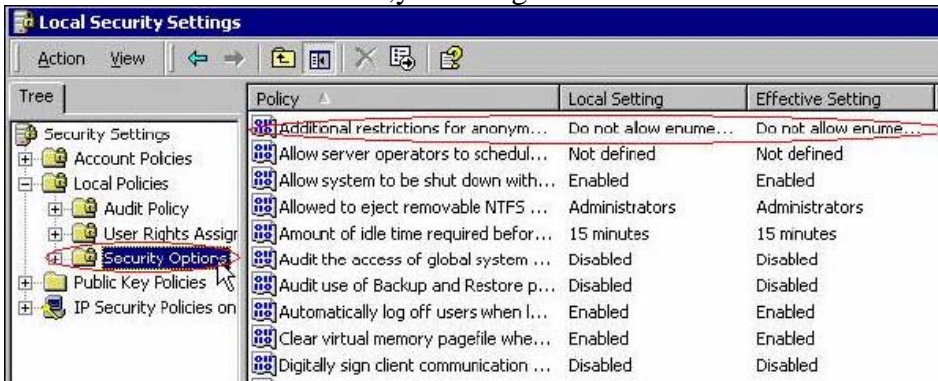 Local Security Settings
Action View
Tree
Policy Local Setting Effective Setting
Security Settings
Account Policies
Local Policies
Audit Policy
User Rights Assign
Security Options
Public Key Policies
IP Security Policies on
Additional restrictions for anonym... Do not allow enume... Do not allow enume...
Allow server operators to schedul... Not defined Not defined
Allow system to be shut down with... Enabled Enabled
Allowed to eject removable NTFS ... Administrators Administrators
Amount of idle time required befor... 15 minutes 15 minutes
Audit the access of global system ... Disabled Disabled
Audit use of Backup and Restore p... Disabled Disabled
Automatically log off users when l... Enabled Enabled
Clear virtual memory pagefile whe... Enabled Enabled
Digitally sign client communication ... Disabled Disabled